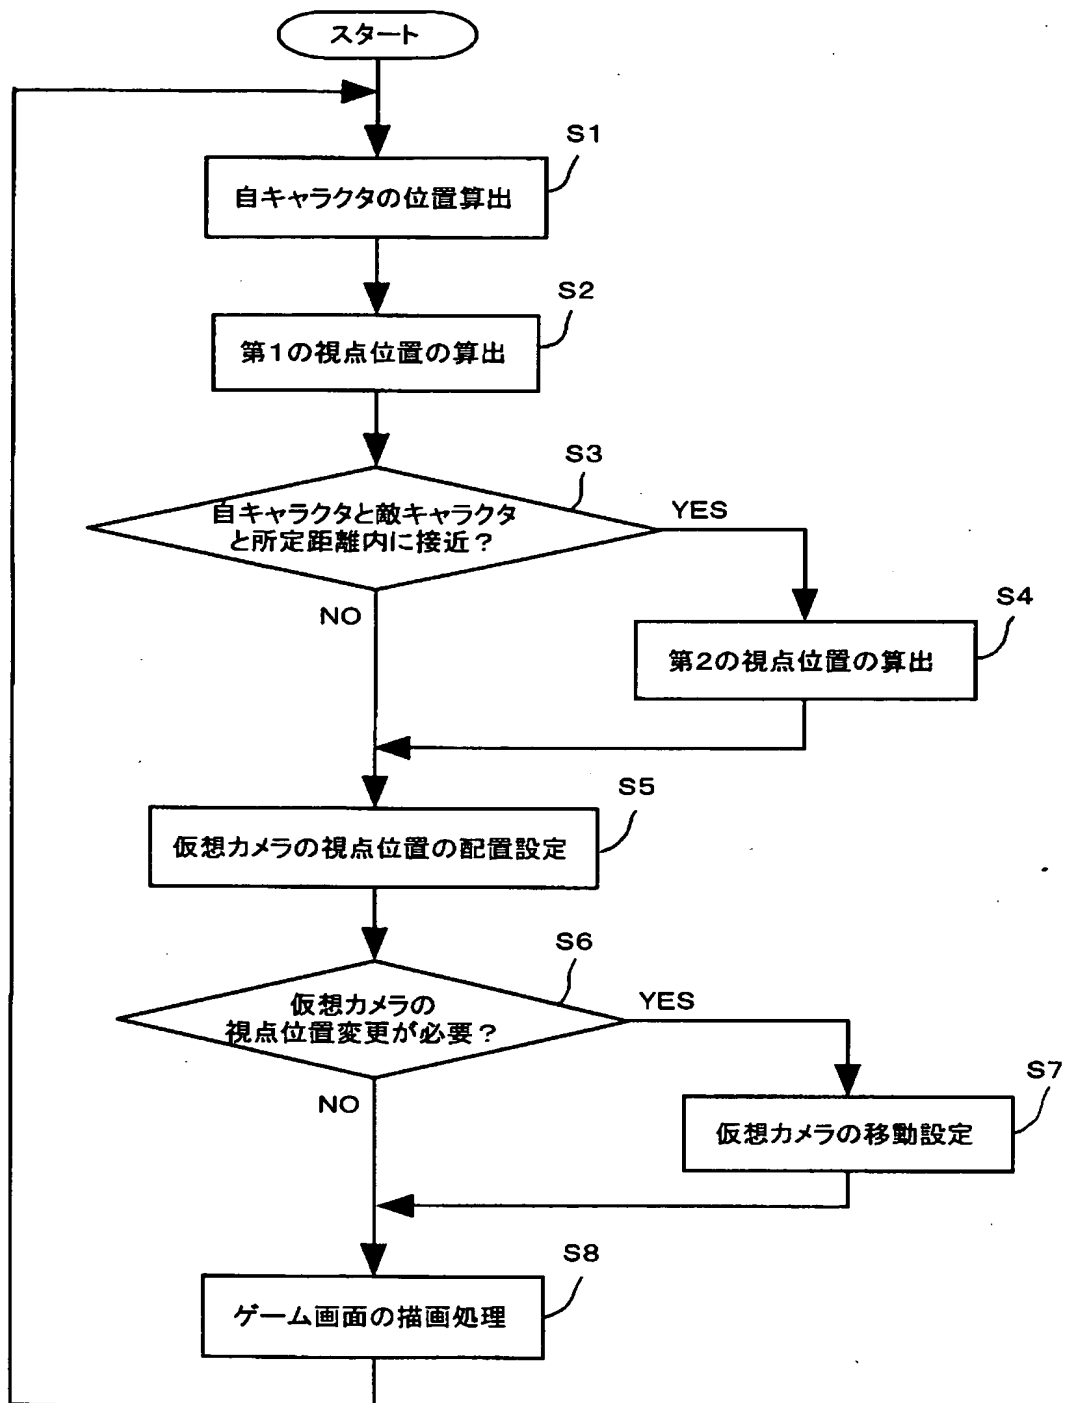 スタート
S1
自キャラクタの位置算出
S2
第1の視点位置の算出
S3
自キャラクタと敵キャラクタ
と所定距離内に接近?
YES
NO
S4
第2の視点位置の算出
S5
仮想カメラの視点位置の配置設定
S6
仮想カメラの
視点位置変更が必要?
YES
NO
S7
仮想カメラの移動設定
S8
ゲーム画面の描画処理